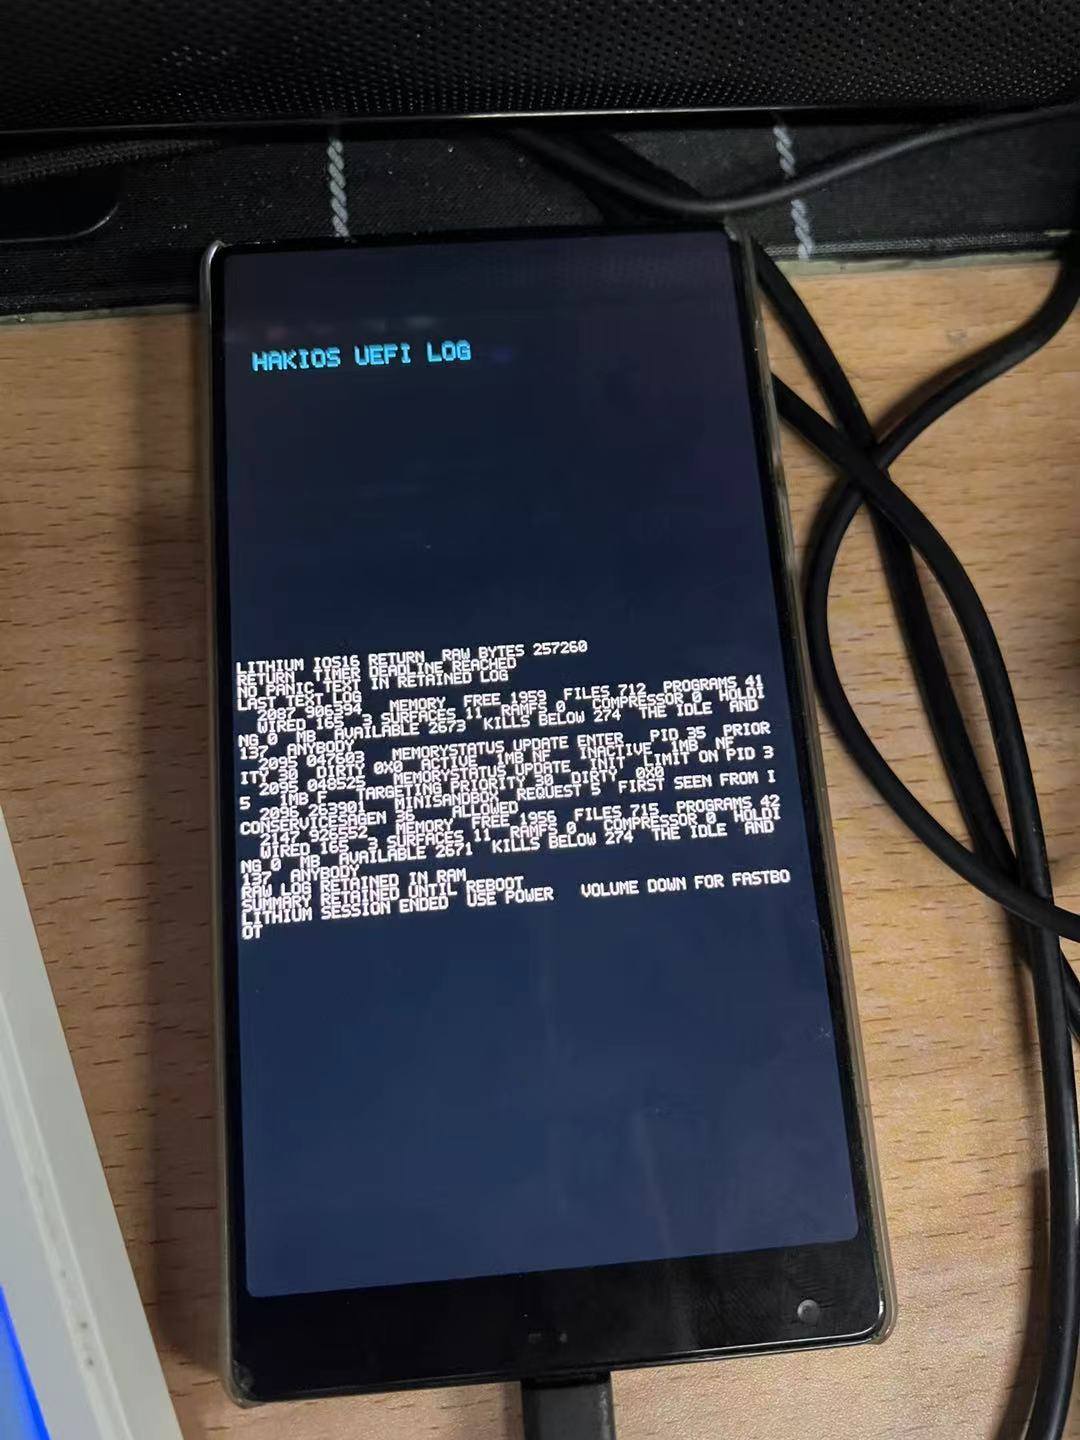 HAKIOS UEFI LOG
LITHIUM IOS16 RETURN RAW BYTES 257260
RETURN TIMER DEADLINE REACHED
NO PANIC TEXT IN RETAINED LOG
LAST TEXT LOG
2087 906394 MEMORY FREE 1959 FILES 712 PROGRAMS 41
WIRED 165 3 SURFACES 11 RAMFS 0 COMPRESSOR 0 HOLDI
NG 0 MB AVAILABLE 2673 KILLS BELOW 274 THE IDLE AND
137 ANYBODY
2095 047603 MEMORYSTATUS UPDATE ENTER PID 35 PRIOR
ITY 30 DIRTY 0X0 ACTIVE 1MB NF INACTIVE 1MB NF
2095 048525 MEMORYSTATUS UPDATE INIT LIMIT ON PID 3
5 1MB F TARGETING PRIORITY 30 DIRTY 0X0
2096 263901 MINISANDBOX REQUEST 5 FIRST SEEN FROM I
CONSERVICESAGEN 36 ALLOWED
2147 926552 MEMORY FREE 1956 FILES 715 PROGRAMS 42
WIRED 165 3 SURFACES 11 RAMFS 0 COMPRESSOR 0 HOLDI
NG 0 MB AVAILABLE 2671 KILLS BELOW 274 THE IDLE AND
137 ANYBODY
RAW LOG RETAINED IN RAM
SUMMARY RETAINED UNTIL REBOOT
LITHIUM SESSION ENDED USE POWER VOLUME DOWN FOR FASTBO
OT